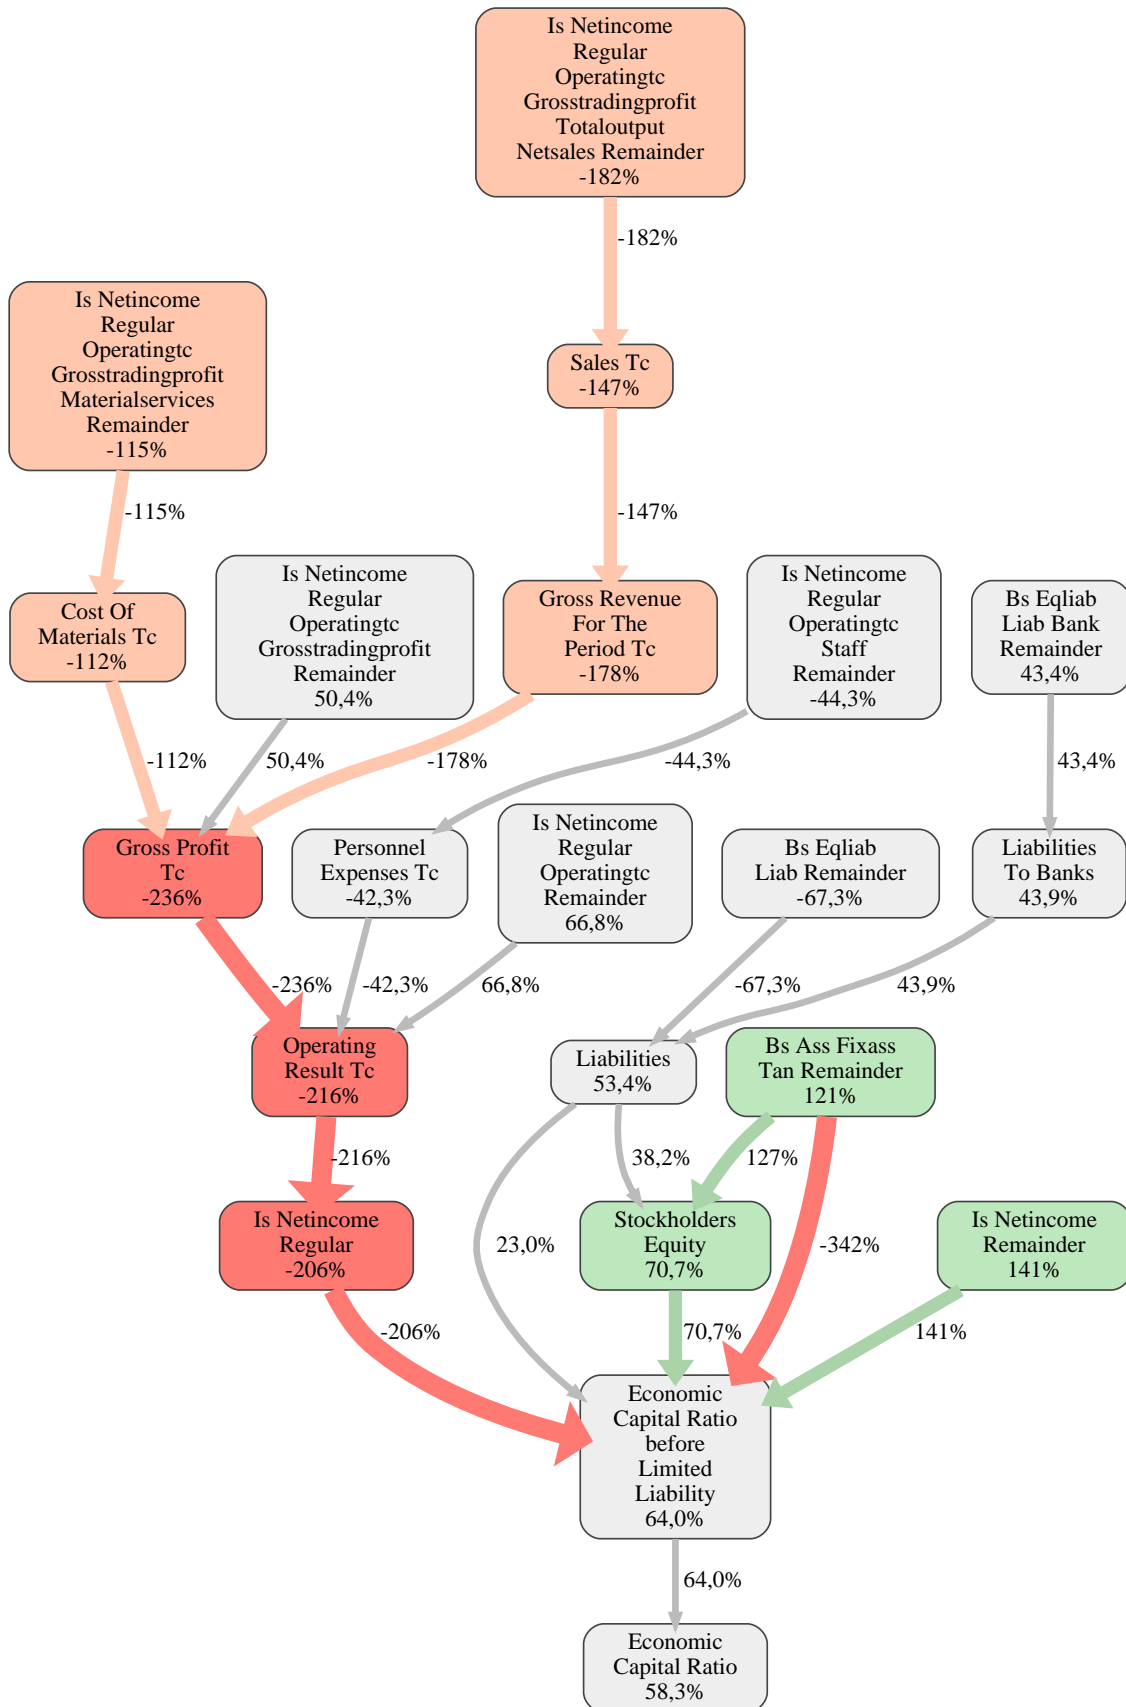 Is Netincome
Regular
Operatingtc
Grosstradingprofit
Totaloutput
Netsales Remainder
-182%
-182%
Is Netincome
Regular
Operatingtc
Grosstradingprofit
Materialservices
Remainder
-115%
Sales Tc
-147%
-115%
-147%
Cost Of
Materials Tc
-112%
Is Netincome
Regular
Operatingtc
Grosstradingprofit
Remainder
50,4%
Gross Revenue
For The
Period Tc
-178%
Is Netincome
Regular
Operatingtc
Staff
Remainder
-44,3%
Bs Eqliab
Liab Bank
Remainder
43,4%
-112%
50,4%
-178%
-44,3%
43,4%
Gross Profit
Tc
-236%
Personnel
Expenses Tc
-42,3%
Is Netincome
Regular
Operatingtc
Remainder
66,8%
Bs Eqliab
Liab Remainder
-67,3%
Liabilities
To Banks
43,9%
-236%
-42,3%
66,8%
-67,3%
43,9%
Operating
Result Tc
-216%
Liabilities
53,4%
Bs Ass Fixass
Tan Remainder
121%
-216%
38,2%
127%
Is Netincome
Regular
-206%
23,0%
Stockholders
Equity
70,7%
-342%
Is Netincome
Remainder
141%
-206%
70,7%
141%
Economic
Capital Ratio
before
Limited
Liability
64,0%
64,0%
Economic
Capital Ratio
58,3%